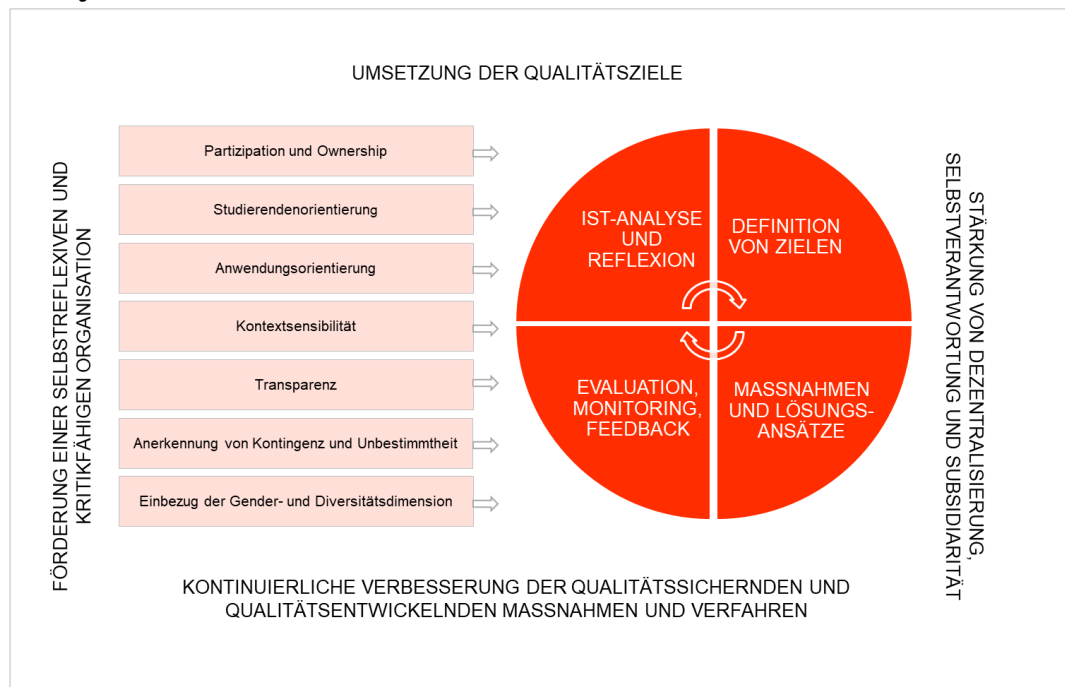 UMSETZUNG DER QUALITÄTSZIELE
FÖRDERUNG EINER SELBSTREFLEXIVEN UND
KRITIKFÄHIGEN ORGANISATION
Partizipation und Ownership
Studierendenorientierung
Anwendungsorientierung
Kontextsensibilität
Transparenz
Anerkennung von Kontingenz und Unbestimmtheit
Einbezug der Gender- und Diversitätsdimension
IST-ANALYSE
UND
REFLEXION
DEFINITION
VON ZIELEN
EVALUATION,
MONITORING,
FEEDBACK
MASSNAHMEN
UND LÖSUNGS-
ANSÄTZE
STÄRKUNG VON DEZENTRALISIERUNG,
SELBSTVERANTWORTUNG UND SUBSIDIARITÄT
KONTINUIERLICHE VERBESSERUNG DER QUALITÄTSSICHERNDEN UND
QUALITÄTSENTWICKELNDEN MASSNAHMEN UND VERFAHREN